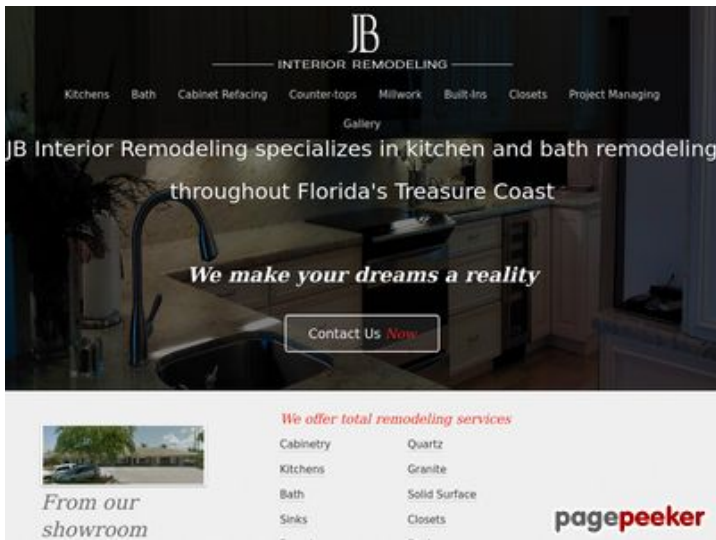 JB
INTERIOR REMODELING
Kitchens Bath Cabinet Refacing Counter-tops Millwork Built-Ins Closets Project Managing
Gallery
JB Interior Remodeling specializes in kitchen and bath remodeling
throughout Florida's Treasure Coast
We make your dreams a reality
Contact Us Now
We offer total remodeling services
Cabinetry Quartz
Kitchens Granite
Bath Solid Surface
Sinks Closets
From our
showroom
pagepeeker